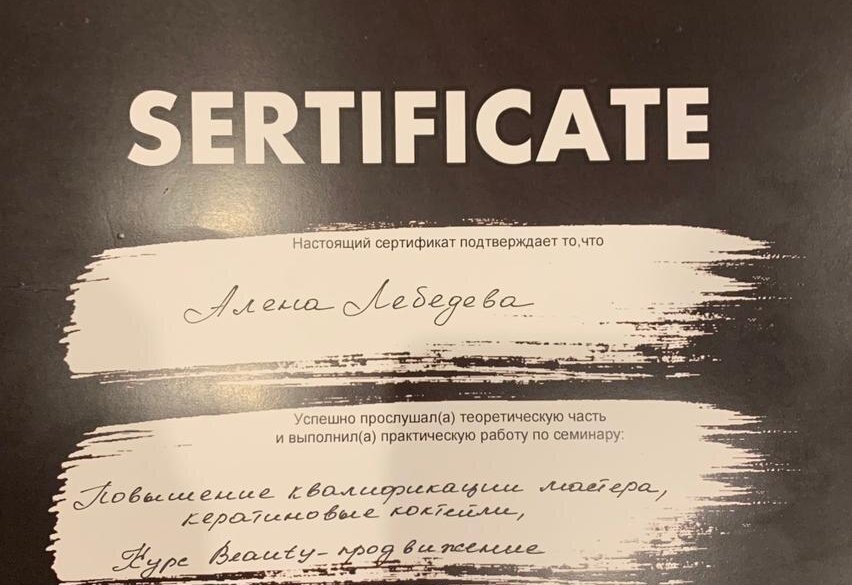 SERTIFICATE
Настоящий сертификат подтверждает то,что
Алена Лебедева
Успешно прослушал(а) теоретическую часть
и выполнил(а) практическую работу по семинару:
Повышение квалификации мастера,
кератиновые коктейли,
Курс Beauty-продвижение